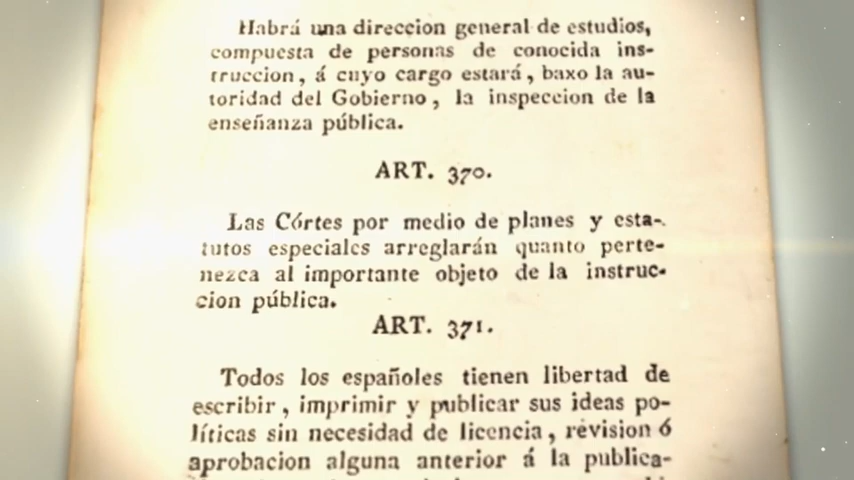 Habrá una direccion general de estudios,
compuesta de personas de conocida ins-
truccion, á cuyo cargo estará, baxo la au-
toridad del Gobierno, la inspeccion de la
enseñanza pública.
ART. 370.
Las Córtes por medio de planes y esta-
tutos especiales arreglarán quanto perte-
nezca al importante objeto de la instruc-
cion pública.
ART. 371.
Todos los españoles tienen libertad de
escribir, imprimir y publicar sus ideas po-
líticas sin necesidad de licencia, revision ó
aprobacion alguna anterior á la publica-